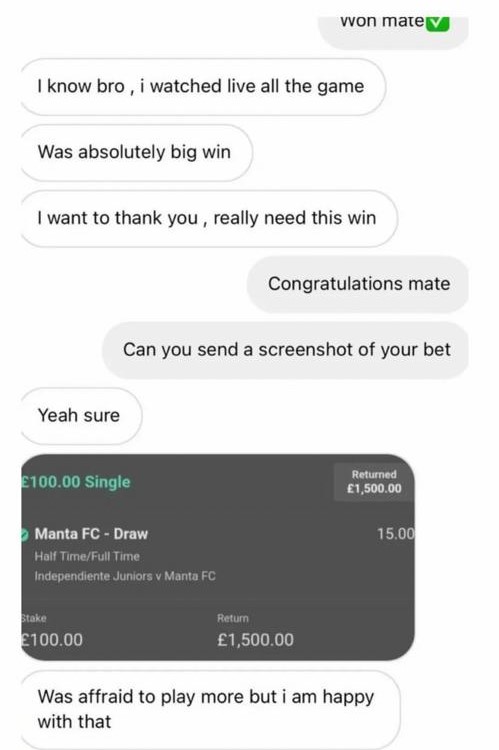 Won mate✅
I know bro , i watched live all the game
Was absolutely big win
I want to thank you , really need this win
Congratulations mate
Can you send a screenshot of your bet
Yeah sure
£100.00 Single
Returned
£1,500.00
Manta FC - Draw 15.00
Half Time/Full Time
Independiente Juniors v Manta FC
Stake Return
£100.00 £1,500.00
Was affraid to play more but i am happy
with that